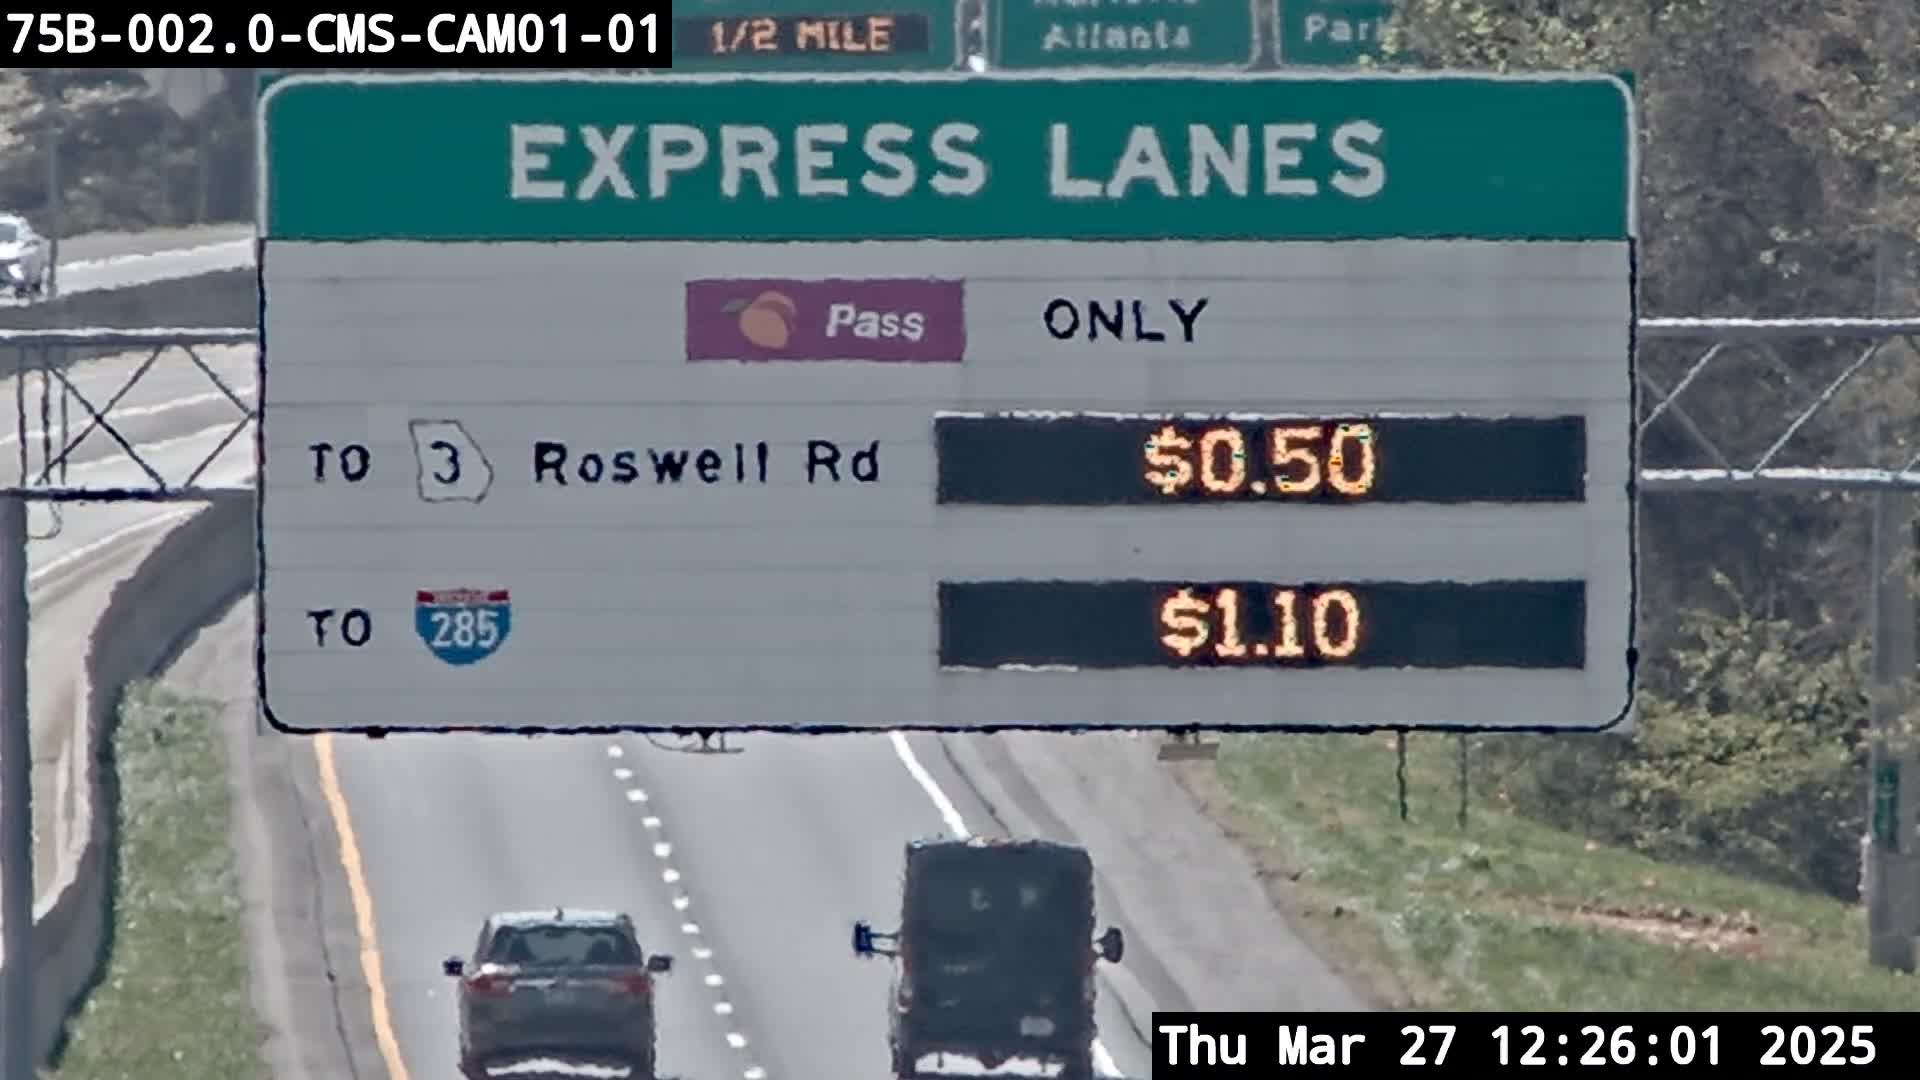 75B-002.0-CMS-CAM01-01
1/2 MILE
Atlanta
EXPRESS LANES
Pass ONLY
TO 3 Roswell Rd $0.50
TO 285 $1.10
Thu Mar 27 12:26:01 2025